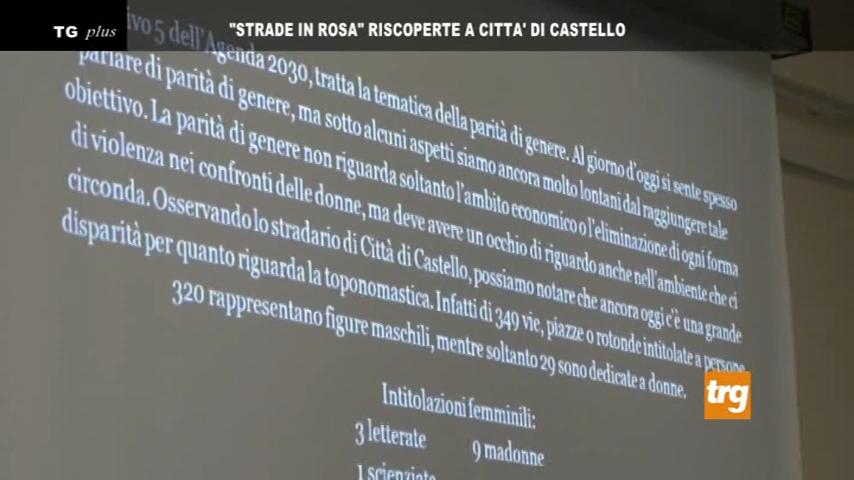 TG plus
"STRADE IN ROSA" RISCOPERTE A CITTA' DI CASTELLO
ivo 5 dell'Agenda 2030, tratta la tematica della parità di genere. Al giorno d'oggi si sente spesso
parlare di parità di genere, ma sotto alcuni aspetti siamo ancora molto lontani dal raggiungere tale
obiettivo. La parità di genere non riguarda soltanto l'ambito economico o l'eliminazione di ogni forma
di violenza nei confronti delle donne, ma deve avere un occhio di riguardo anche nell'ambiente che ci
circonda. Osservando lo stradario di Città di Castello, possiamo notare che ancora oggi c'è una grande
disparità per quanto riguarda la toponomastica. Infatti di 349 vie, piazze o rotonde intitolate a persone
320 rappresentano figure maschili, mentre soltanto 29 sono dedicate a donne.
trg
Intitolazioni femminili:
3 letterate 9 madonne
1 scienziate